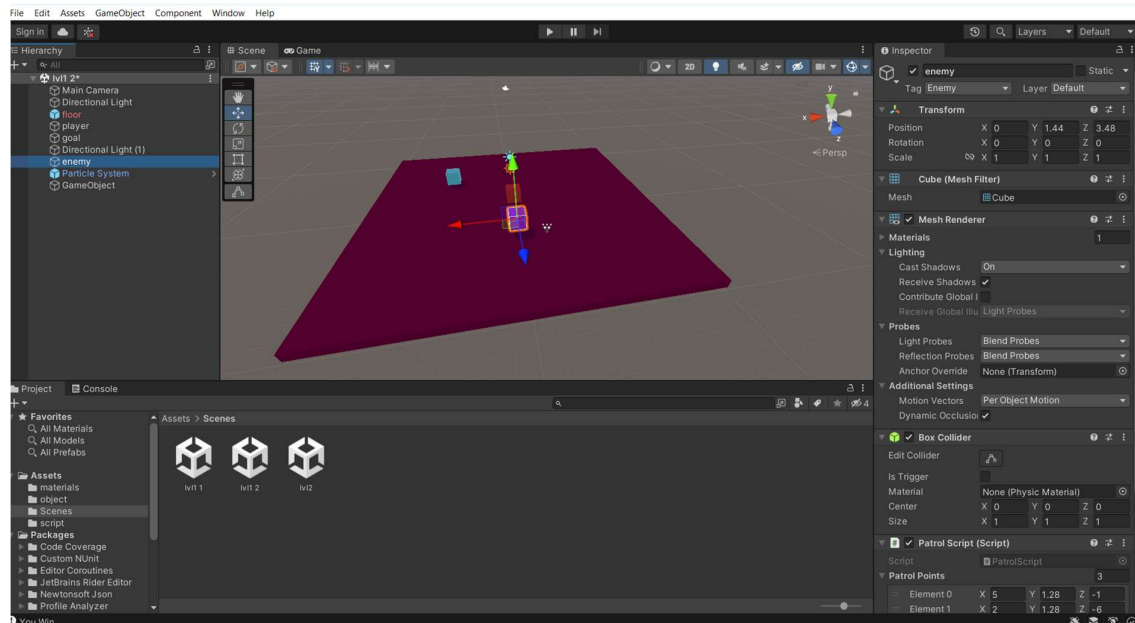 File Edit Assets GameObject Component Window Help
Sign in Layers Default
Hierarchy Scene Game Inspector
All
lvl1 2*
Main Camera
Directional Light
floor
player
goal
Directional Light (1)
enemy
Particle System
GameObject
2D
y
x
z
Persp
enemy Static
Tag Enemy Layer Default
Transform
Position X 0 Y 1.44 Z 3.48
Rotation X 0 Y 0 Z 0
Scale X 1 Y 1 Z 1
Cube (Mesh Filter)
Mesh Cube
Mesh Renderer
Materials 1
Lighting
Cast Shadows On
Receive Shadows
Contribute Global I
Receive Global Illu Light Probes
Probes
Light Probes Blend Probes
Reflection Probes Blend Probes
Anchor Override None (Transform)
Additional Settings
Motion Vectors Per Object Motion
Dynamic Occlusio
Box Collider
Edit Collider
Is Trigger
Material None (Physic Material)
Center X 0 Y 0 Z 0
Size X 1 Y 1 Z 1
Patrol Script (Script)
Script PatrolScript
Patrol Points 3
Element 0 X 5 Y 1.28 Z -1
Element 1 X 2 Y 1.28 Z -6
Project Console
4
Favorites
All Materials
All Models
All Prefabs
Assets
materials
object
Scenes
script
Packages
Code Coverage
Custom NUnit
Editor Coroutines
JetBrains Rider Editor
Newtonsoft Json
Profile Analyzer
Assets > Scenes
lvl1 1 lvl1 2 lvl2
You Win